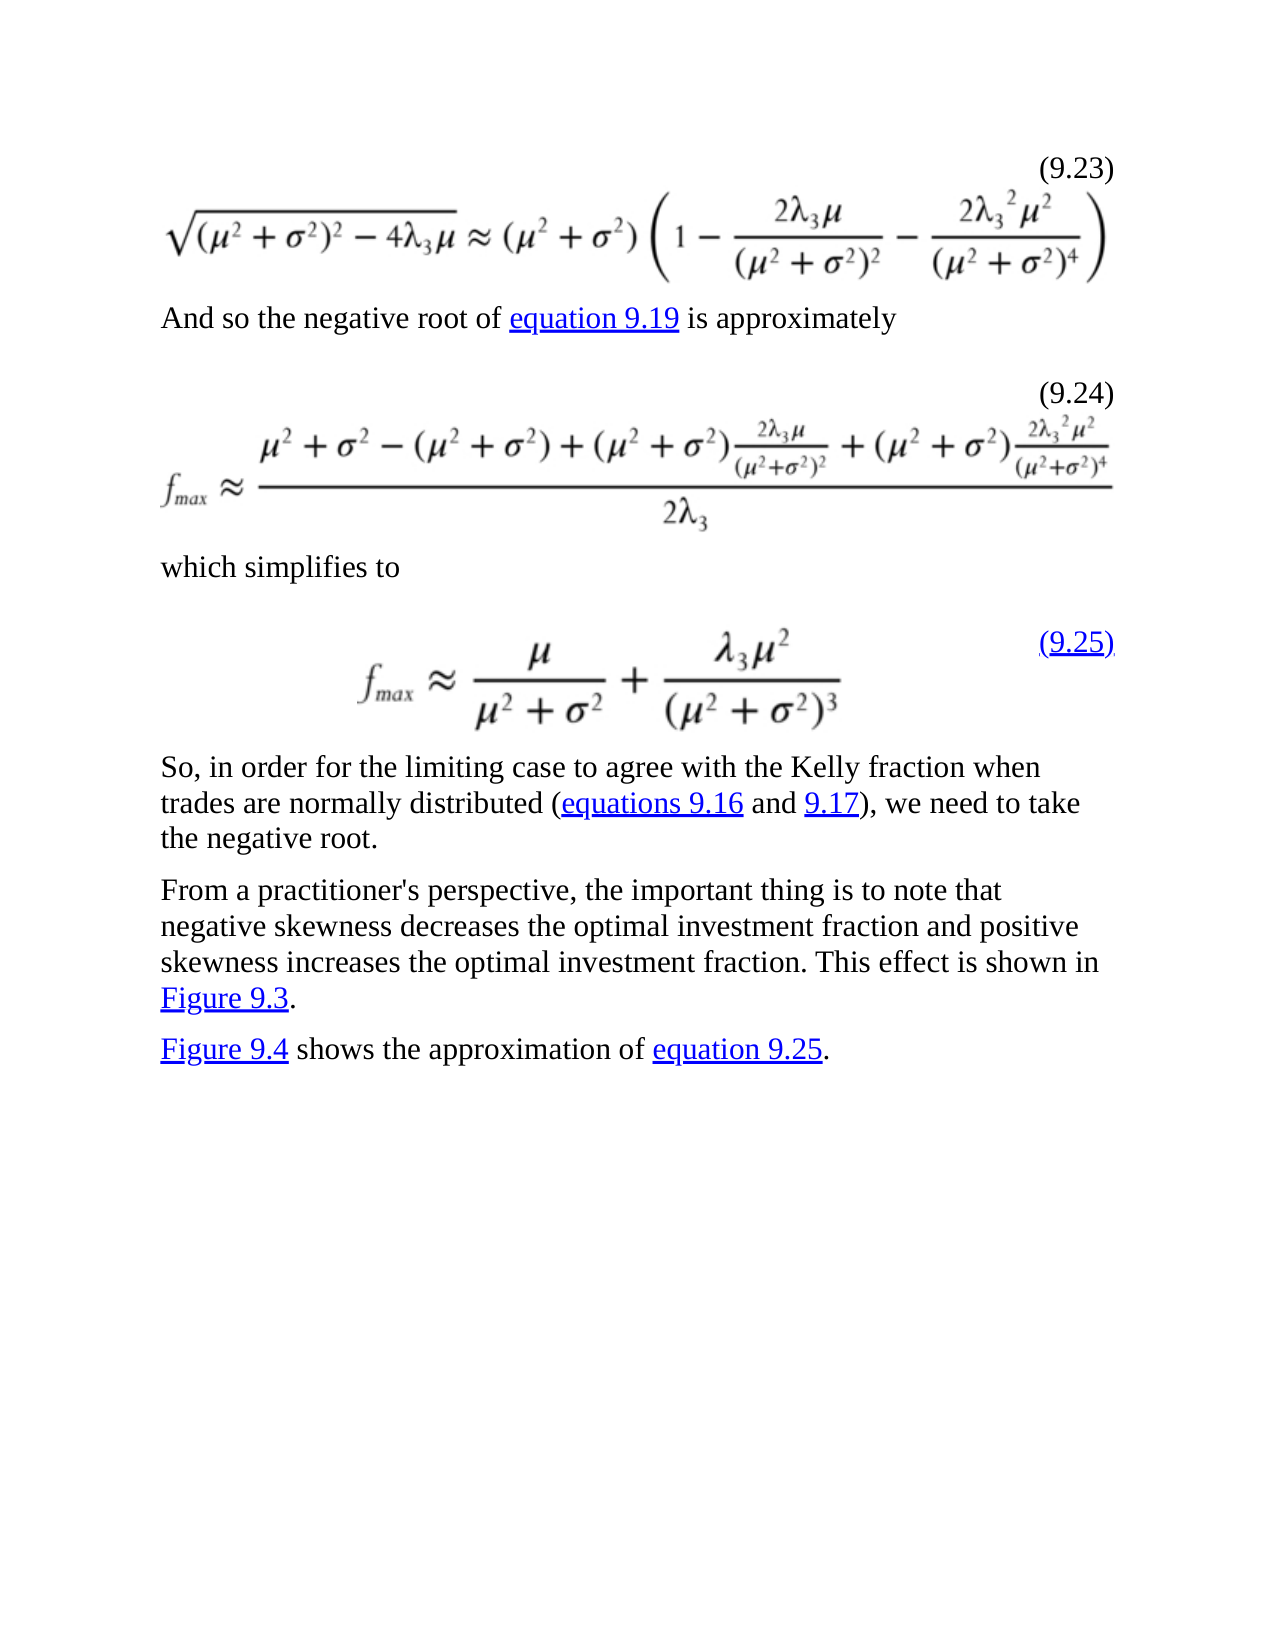 (9.23)
√(μ² + σ²)² − 4λ₃μ ≈ (μ² + σ²) (1 − 2λ₃μ/(μ² + σ²)² − 2λ₃²μ²/(μ² + σ²)⁴)
And so the negative root of equation 9.19 is approximately
(9.24)
f_max ≈ (μ² + σ² − (μ² + σ²) + (μ² + σ²) 2λ₃μ/(μ²+σ²)² + (μ² + σ²) 2λ₃²μ²/(μ²+σ²)⁴) / 2λ₃
which simplifies to
(9.25)
f_max ≈ μ/(μ² + σ²) + λ₃μ²/(μ² + σ²)³
So, in order for the limiting case to agree with the Kelly fraction when
trades are normally distributed (equations 9.16 and 9.17), we need to take
the negative root.
From a practitioner's perspective, the important thing is to note that
negative skewness decreases the optimal investment fraction and positive
skewness increases the optimal investment fraction. This effect is shown in
Figure 9.3.
Figure 9.4 shows the approximation of equation 9.25.